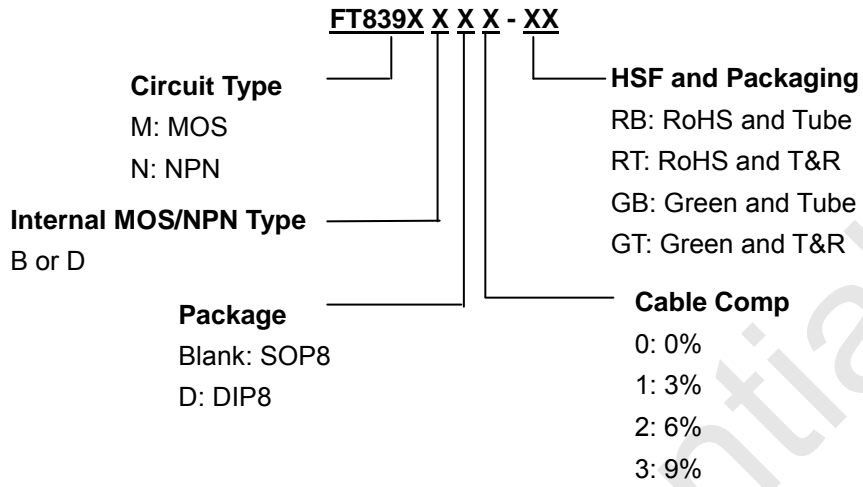 FT839X X X X - XX
Circuit Type
M: MOS
N: NPN
Internal MOS/NPN Type
B or D
Package
Blank: SOP8
D: DIP8
HSF and Packaging
RB: RoHS and Tube
RT: RoHS and T&R
GB: Green and Tube
GT: Green and T&R
Cable Comp
0: 0%
1: 3%
2: 6%
3: 9%
ntia